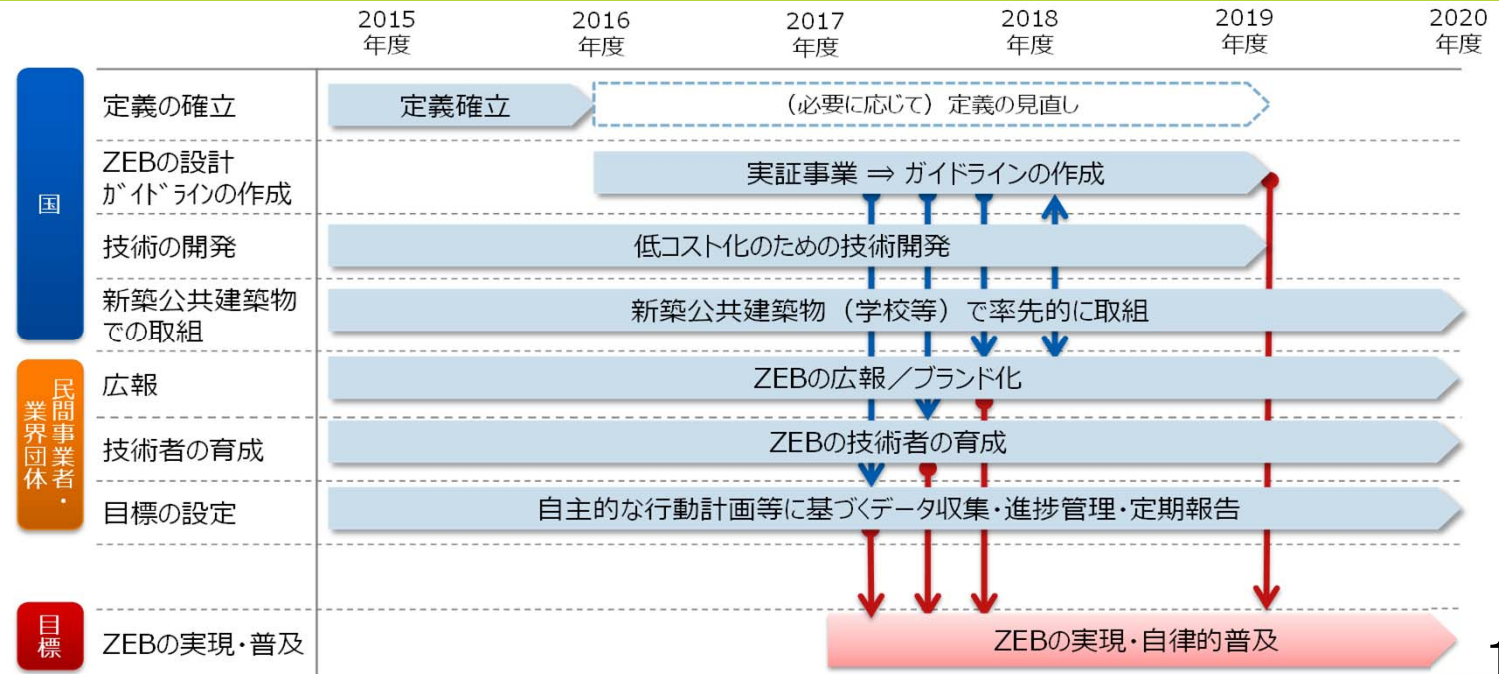 2015
年度
2016
年度
2017
年度
2018
年度
2019
年度
2020
年度
国
定義の確立
定義確立
(必要に応じて)定義の見直し
ZEBの設計
ガイドラインの作成
実証事業 ⇒ ガイドラインの作成
技術の開発
低コスト化のための技術開発
新築公共建築物
での取組
新築公共建築物(学校等)で率先的に取組
民間事業者・
業界団体
広報
ZEBの広報/ブランド化
技術者の育成
ZEBの技術者の育成
目標の設定
自主的な行動計画等に基づくデータ収集・進捗管理・定期報告
目標
ZEBの実現・普及
ZEBの実現・自律的普及
1